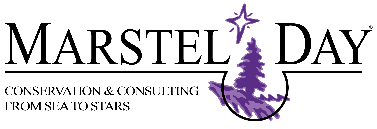 MARSTEL DAY
CONSERVATION & CONSULTING
FROM SEA TO STARS